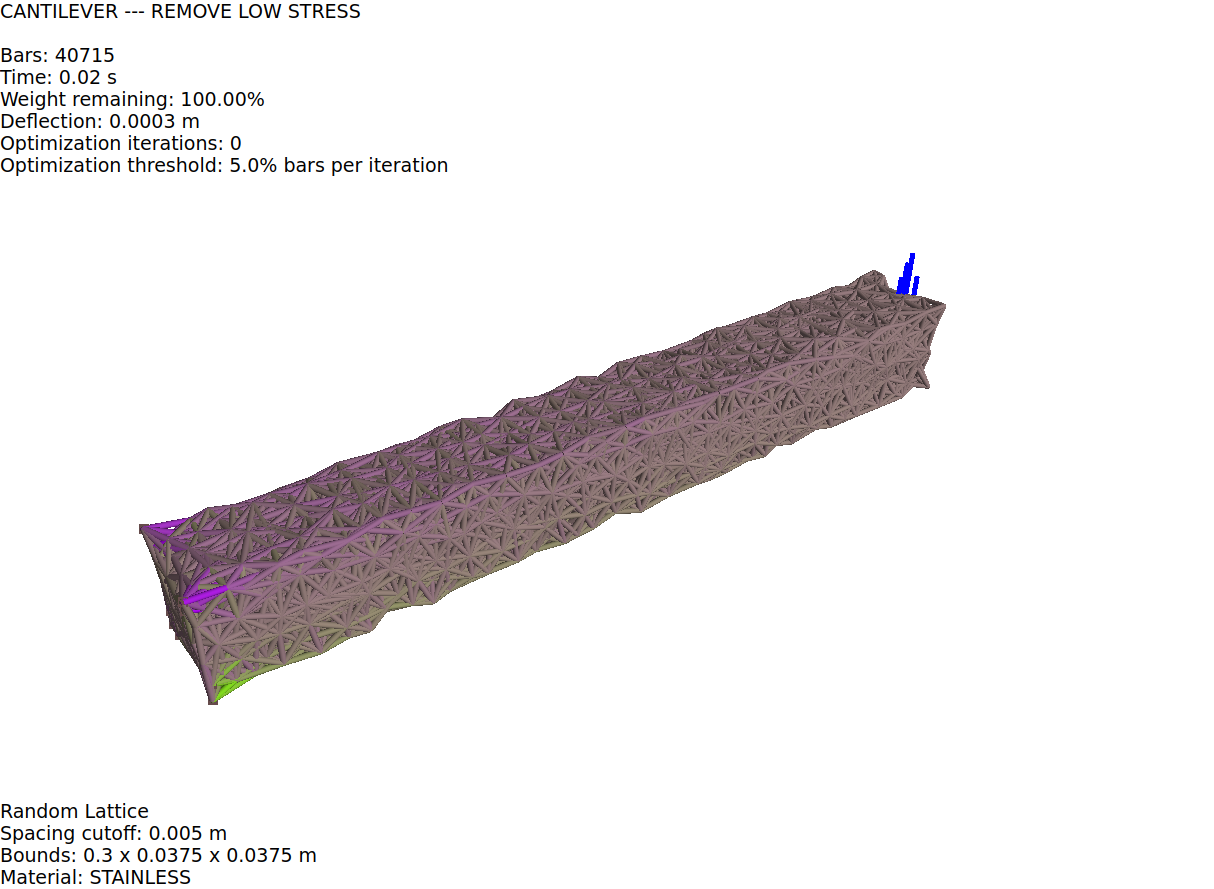 CANTILEVER --- REMOVE LOW STRESS
Bars: 40715
Time: 0.02 s
Weight remaining: 100.00%
Deflection: 0.0003 m
Optimization iterations: 0
Optimization threshold: 5.0% bars per iteration
Random Lattice
Spacing cutoff: 0.005 m
Bounds: 0.3 x 0.0375 x 0.0375 m
Material: STAINLESS